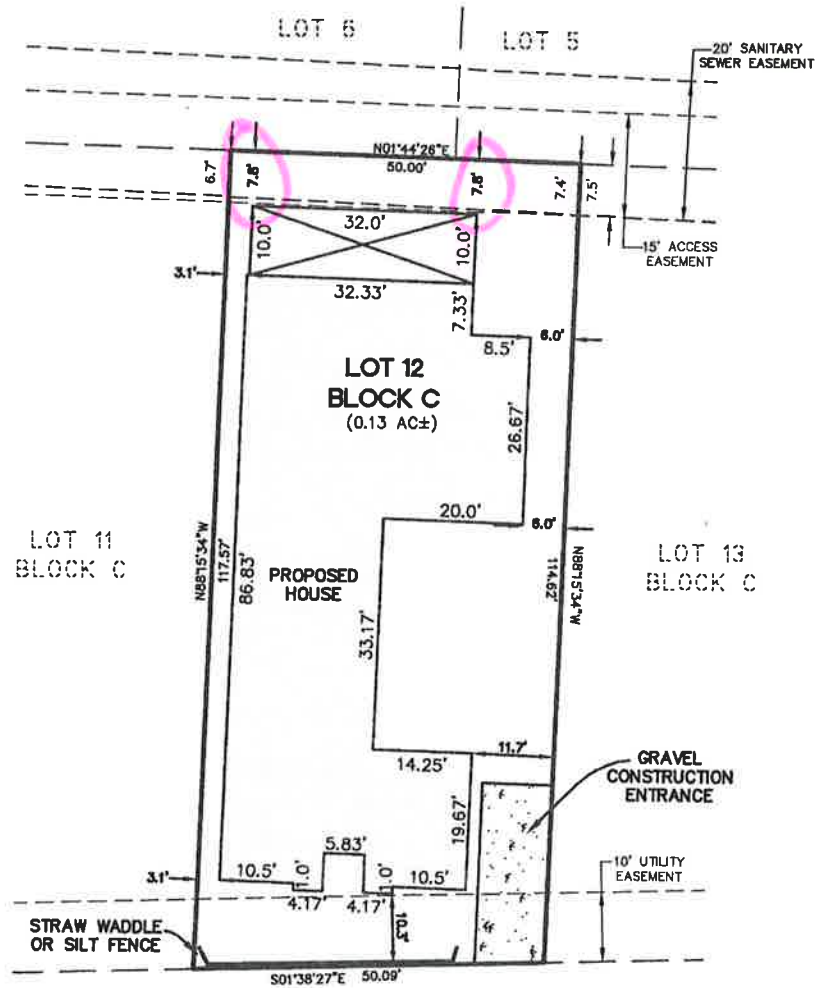 LOT 6
LOT 5
20' SANITARY
SEWER EASEMENT
N01°44'26"E
50.00'
6.7'
7.8'
7.4'
7.5'
32.0'
10.0'
10.0'
15' ACCESS
EASEMENT
3.1'
32.33'
7.33'
8.5'
6.0'
LOT 12
BLOCK C
(0.13 AC±)
26.67'
20.0'
6.0'
LOT 11
BLOCK C
N88°15'34"W
117.57'
86.83'
PROPOSED
HOUSE
33.17'
114.62'
N88°15'34"W
LOT 13
BLOCK C
14.25'
11.7'
GRAVEL
CONSTRUCTION
ENTRANCE
19.67'
5.83'
3.1'
10.5'
1.0'
1.0'
10.5'
4.17'
4.17'
10.3'
10' UTILITY
EASEMENT
STRAW WADDLE
OR SILT FENCE
S01°38'27"E 50.09'